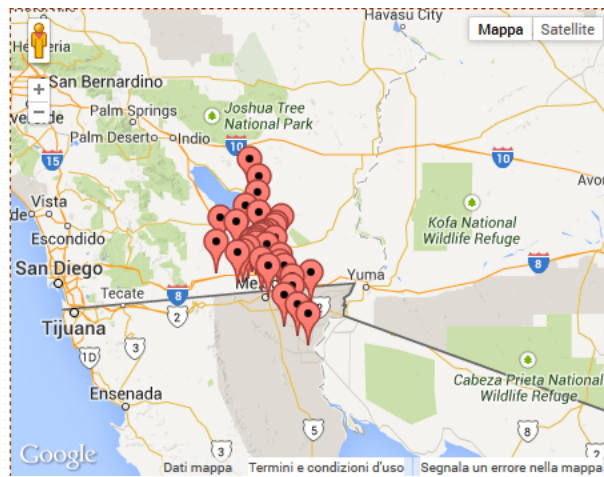 Havasu City
Mappa
Satellite
San Bernardino
Palm Springs
Joshua Tree
National Park
Palm Desert
Indio
10
15
10
Vista
Escondido
Kofa National
Wildlife Refuge
San Diego
8
8
Yuma
Tecate
2
Tijuana
3
1D
Cabeza Prieta National
Wildlife Refuge
Ensenada
5
8
2
3
Google
Dati mappa
Termini e condizioni d'uso
Segnala un errore nella mappa